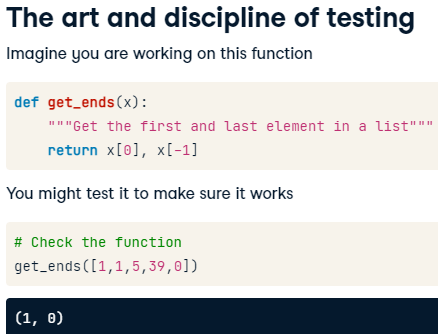 The art and discipline of testing
Imagine you are working on this function
def get_ends(x):
    """Get the first and last element in a list"""
    return x[0], x[-1]
You might test it to make sure it works
# Check the function
get_ends([1,1,5,39,0])
(1, 0)